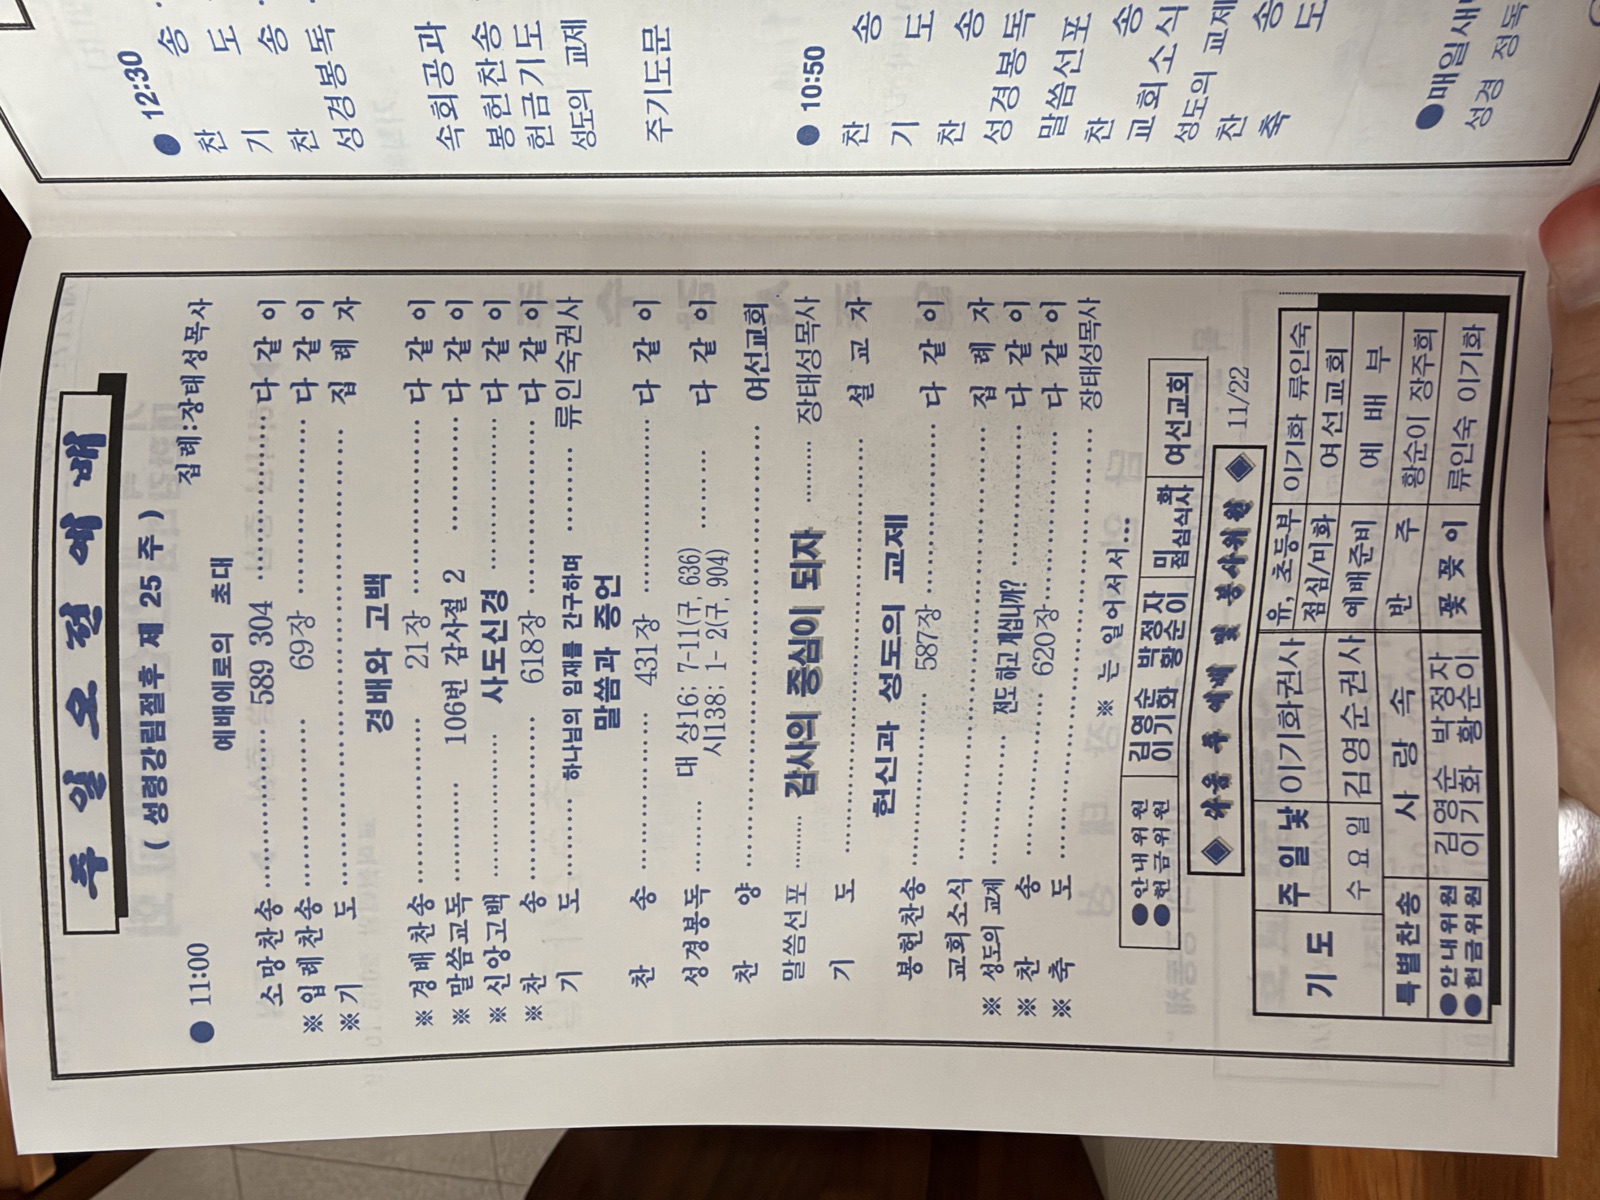 주 일 오 전 예 배
( 성령강림절후 제 25 주 )
● 11:00 집례:장태성목사
예배에로의 초대
소망찬송 ⋯⋯⋯⋯⋯⋯ 589 304 ⋯⋯⋯⋯⋯⋯ 다 같 이
※ 입례찬송 ⋯⋯⋯⋯⋯⋯ 69장 ⋯⋯⋯⋯⋯⋯ 다 같 이
※ 기 도 ⋯⋯⋯⋯⋯⋯⋯⋯⋯⋯⋯⋯ 집 례 자
경배와 고백
※ 경배찬송 ⋯⋯⋯⋯⋯⋯ 21장 ⋯⋯⋯⋯⋯⋯ 다 같 이
※ 말씀교독 ⋯⋯⋯⋯ 106번 감사절 2 ⋯⋯⋯⋯ 다 같 이
※ 신앙고백 ⋯⋯⋯⋯⋯ 사도신경 ⋯⋯⋯⋯⋯ 다 같 이
※ 찬 송 ⋯⋯⋯⋯⋯⋯ 618장 ⋯⋯⋯⋯⋯⋯ 다 같 이
기 도 ⋯⋯⋯ 하나님의 임재를 간구하며 ⋯⋯⋯ 류인숙권사
말씀과 증언
찬 송 ⋯⋯⋯⋯⋯⋯ 431장 ⋯⋯⋯⋯⋯⋯ 다 같 이
성경봉독 ⋯⋯⋯ 대 상16; 7-11(구, 636)
시138; 1- 2(구, 904) ⋯⋯⋯ 다 같 이
찬 양 ⋯⋯⋯⋯⋯⋯⋯⋯⋯⋯⋯⋯ 여선교회
말씀선포 ⋯⋯⋯ 감사의 중심이 되자 ⋯⋯⋯ 장태성목사
기 도 ⋯⋯⋯⋯⋯⋯⋯⋯⋯⋯⋯⋯ 설 교 자
헌신과 성도의 교제
봉헌찬송 ⋯⋯⋯⋯⋯⋯ 587장 ⋯⋯⋯⋯⋯⋯ 다 같 이
교회소식 ⋯⋯⋯⋯⋯⋯⋯⋯⋯⋯⋯⋯ 집 례 자
※ 성도의 교제 ⋯⋯⋯⋯⋯ 전도 하고 계십니까? ⋯⋯⋯⋯⋯ 다 같 이
※ 찬 송 ⋯⋯⋯⋯⋯⋯ 620장 ⋯⋯⋯⋯⋯⋯ 다 같 이
※ 축 도 ⋯⋯⋯⋯⋯⋯⋯⋯⋯⋯⋯⋯ 장태성목사
※ 는 일어서서...
●안내위원 김영순 박정자 미 화 여선교회
●헌금위원 이기화 황순이 점심식사
◈ 다음 주 예배 및 봉사위원 ◈ 11/22
기 도 주 일 낮 이기화권사 유, 초등부 이기화 류인숙
점심/미화 여선교회
수 요 일 김영순권사 예배준비 예 배 부
특별찬송 사 랑 속 반 주 황순이 장주희
●안내위원 김영순 박정자 꽃 꽂 이 류인숙 이기화
●헌금위원 이기화 황순이
● 12:30
찬 송
기 도
찬 송
성경봉독
속회공과
봉헌찬송
헌금기도
성도의 교제
주기도문
● 10:50
찬 송
기 도
찬 송
성경봉독
말씀선포
찬 송
교회소식
성도의 교제
찬 송
축 도
●매일새
성경 정독